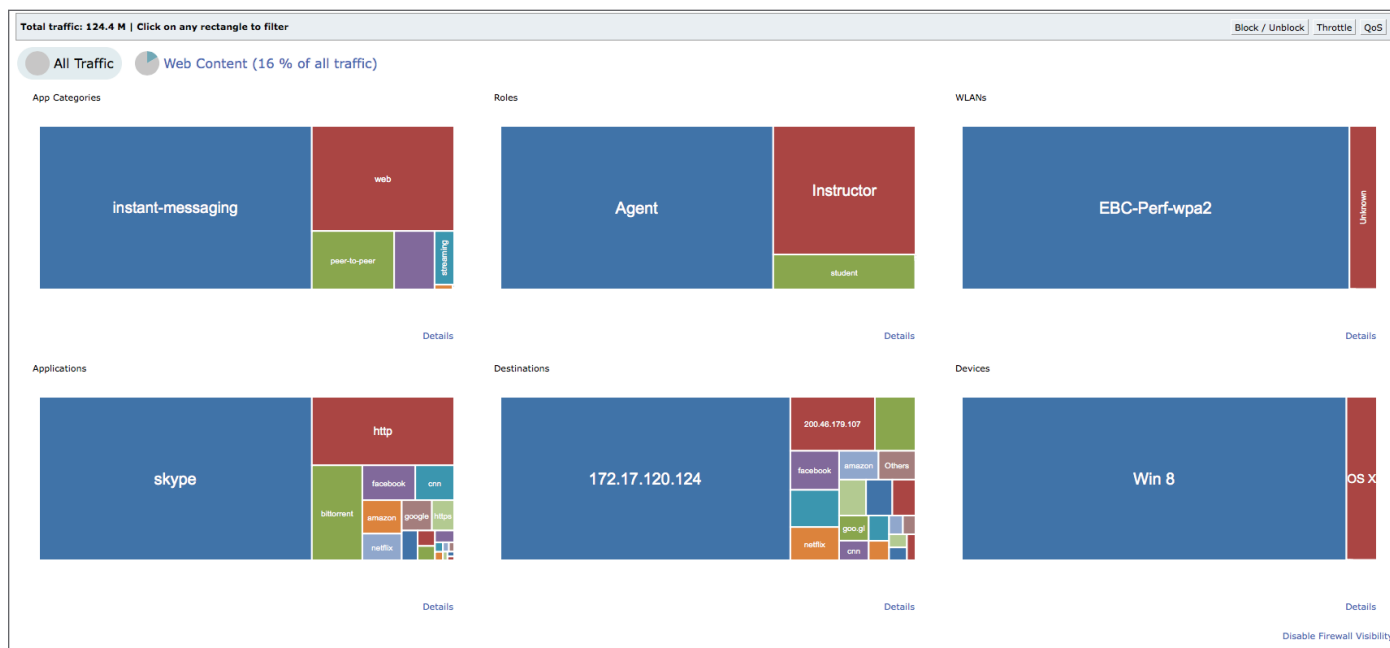 Total traffic: 124.4 M | Click on any rectangle to filter
Block / Unblock
Throttle
QoS
All Traffic
Web Content (16 % of all traffic)
App Categories
Roles
WLANs
instant-messaging
web
peer-to-peer
streaming
Agent
Instructor
student
EBC-Perf-wpa2
Unknown
Details
Details
Details
Applications
Destinations
Devices
skype
http
bittorrent
facebook
cnn
amazon
google
https
netflix
172.17.120.124
200.46.179.107
facebook
amazon
Others
goo.gl
netflix
cnn
Win 8
OS X
Details
Details
Details
Disable Firewall Visibility